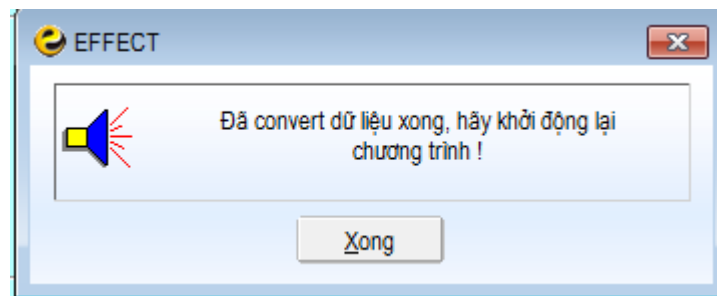 EFFECT
Đã convert dữ liệu xong, hãy khởi động lại
chương trình !
Xong